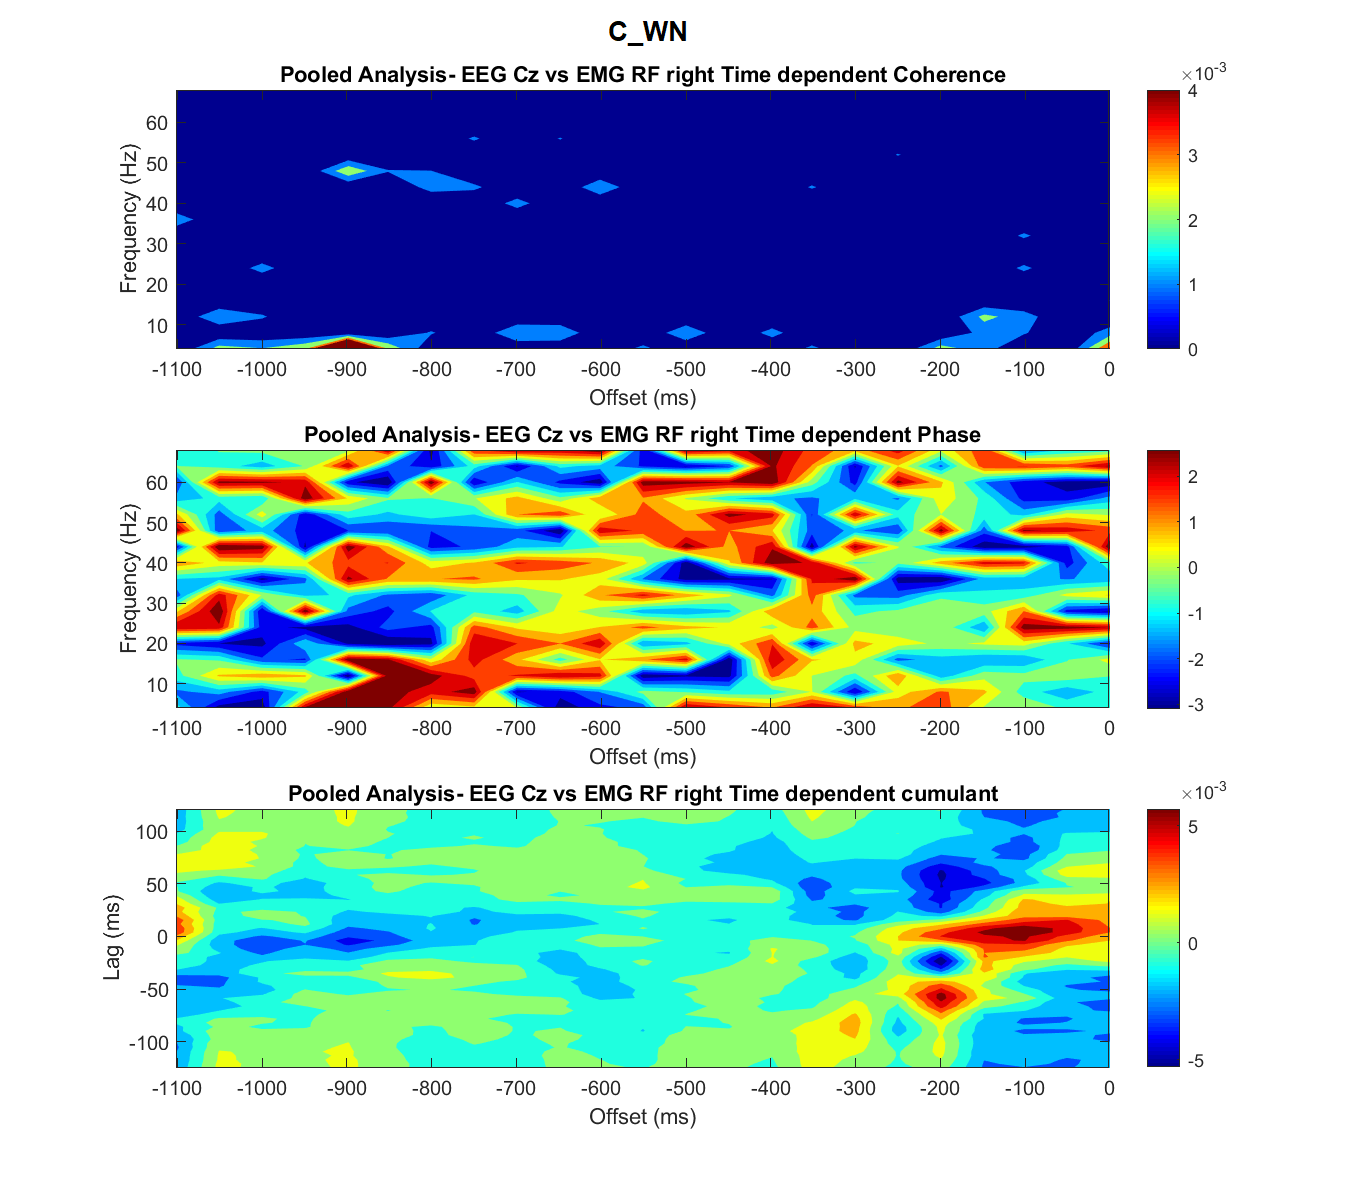 C_WN
Pooled Analysis- EEG Cz vs EMG RF right Time dependent Coherence
×10-3
60
50
40
30
20
10
Frequency (Hz)
-1100 -1000 -900 -800 -700 -600 -500 -400 -300 -200 -100 0
Offset (ms)
4
3
2
1
0
Pooled Analysis- EEG Cz vs EMG RF right Time dependent Phase
60
50
40
30
20
10
Frequency (Hz)
-1100 -1000 -900 -800 -700 -600 -500 -400 -300 -200 -100 0
Offset (ms)
2
1
0
-1
-2
-3
Pooled Analysis- EEG Cz vs EMG RF right Time dependent cumulant
×10-3
100
50
0
-50
-100
Lag (ms)
-1100 -1000 -900 -800 -700 -600 -500 -400 -300 -200 -100 0
Offset (ms)
5
0
-5